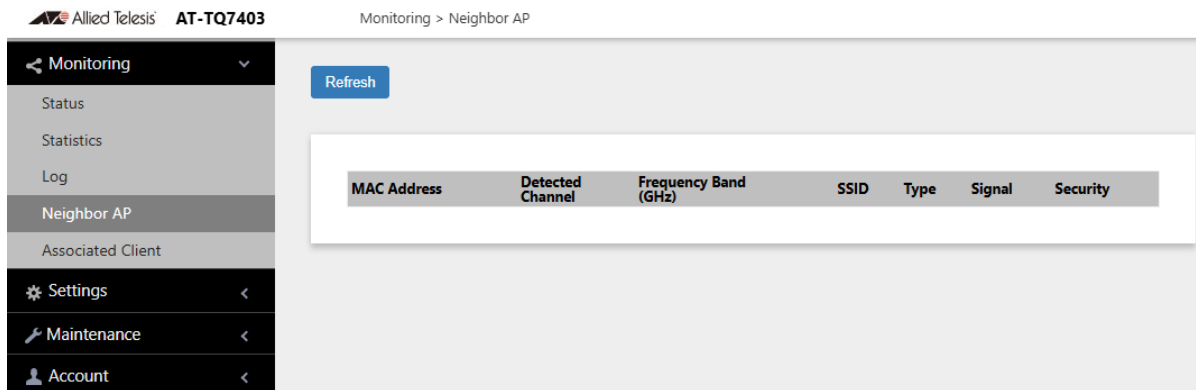 Allied Telesis AT-TQ7403
Monitoring > Neighbor AP
Monitoring
Status
Statistics
Log
Neighbor AP
Associated Client
Settings
Maintenance
Account
Refresh
MAC Address Detected Channel Frequency Band (GHz) SSID Type Signal Security